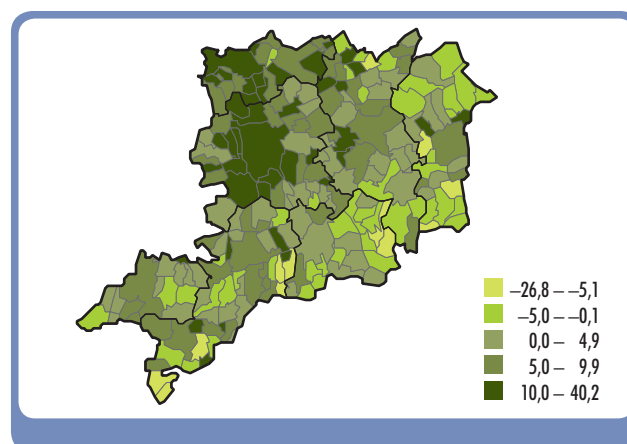 –26,8 – –5,1
–5,0 – –0,1
0,0 – 4,9
5,0 – 9,9
10,0 – 40,2